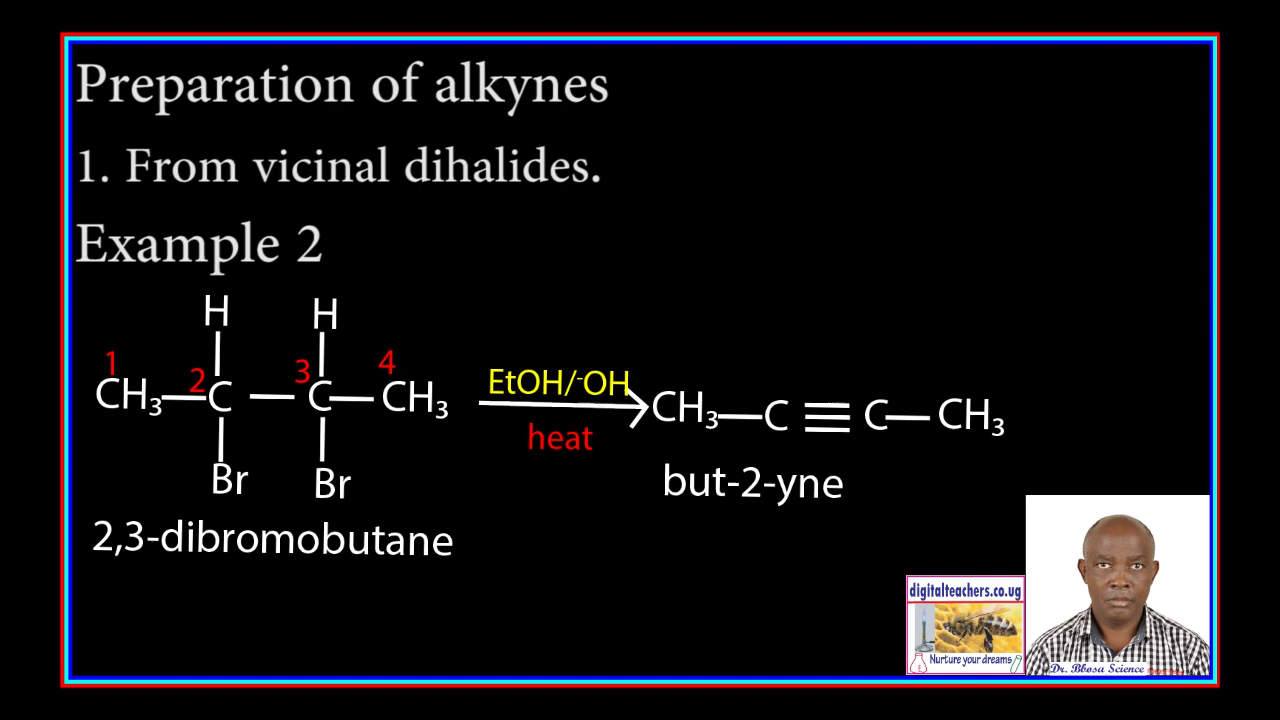 Preparation of alkynes
1. From vicinal dihalides.
Example 2
H H
1 2 3 4
CH₃—C—C—CH₃
Br Br
2,3-dibromobutane
EtOH/⁻OH
heat
CH₃—C≡C—CH₃
but-2-yne
digitalteachers.co.ug
Nurture your dreams
Dr. Bbosa Science